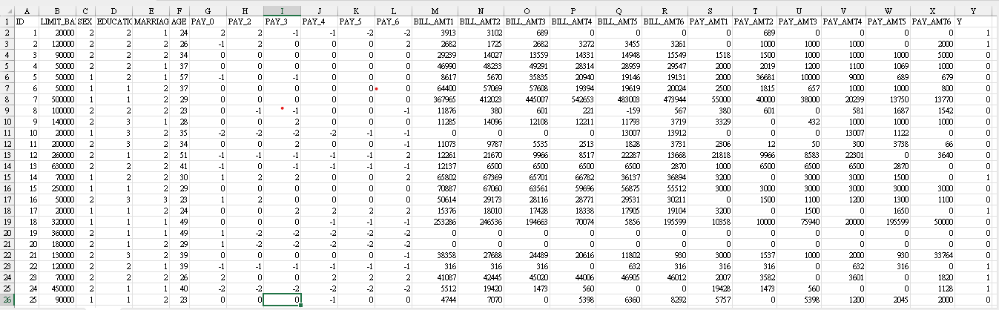 A B C D E F G H I J K L M N O P Q R S T U V W X Y
1 ID LIMIT_BA SEX EDUCATIC MARRIAG AGE PAY_0 PAY_2 PAY_3 PAY_4 PAY_5 PAY_6 BILL_AMT1 BILL_AMT2 BILL_AMT3 BILL_AMT4 BILL_AMT5 BILL_AMT6 PAY_AMT1 PAY_AMT2 PAY_AMT3 PAY_AMT4 PAY_AMT5 PAY_AMT6 Y
2 1 20000 2 2 1 24 2 2 -1 -1 -2 -2 3913 3102 689 0 0 0 0 689 0 0 0 0 1
3 2 120000 2 2 2 26 -1 2 0 0 0 2 2682 1725 2682 3272 3455 3261 0 1000 1000 1000 0 2000 1
4 3 90000 2 2 2 34 0 0 0 0 0 0 29239 14027 13559 14331 14948 15549 1518 1500 1000 1000 1000 5000 0
5 4 50000 2 2 1 37 0 0 0 0 0 0 46990 48233 49291 28314 28959 29547 2000 2019 1200 1100 1069 1000 0
6 5 50000 1 2 1 57 -1 0 -1 0 0 0 8617 5670 35835 20940 19146 19131 2000 36681 10000 9000 689 679 0
7 6 50000 1 1 2 37 0 0 0 0 0 0 64400 57069 57608 19394 19619 20024 2500 1815 657 1000 1000 800 0
8 7 500000 1 1 2 29 0 0 0 0 0 0 367965 412023 445007 542653 483003 473944 55000 40000 38000 20239 13750 13770 0
9 8 100000 2 2 2 23 0 -1 -1 0 0 -1 11876 380 601 221 -159 567 380 601 0 581 1687 1542 0
10 9 140000 2 3 1 28 0 0 2 0 0 0 11285 14096 12108 12211 11793 3719 3329 0 432 1000 1000 1000 0
11 10 20000 1 3 2 35 -2 -2 -2 -2 -1 -1 0 0 0 0 13007 13912 0 0 0 13007 1122 0 0
12 11 200000 2 3 2 34 0 0 2 0 0 -1 11073 9787 5535 2513 1828 3731 2306 12 50 300 3738 66 0
13 12 260000 2 1 2 51 -1 -1 -1 -1 -1 2 12261 21670 9966 8517 22287 13668 21818 9966 8583 22301 0 3640 0
14 13 630000 2 2 2 41 -1 0 -1 -1 -1 -1 12137 6500 6500 6500 6500 2870 1000 6500 6500 6500 2870 0 0
15 14 70000 1 2 2 30 1 2 2 0 0 2 65802 67369 65701 66782 36137 36894 3200 0 3000 3000 1500 0 1
16 15 250000 1 1 2 29 0 0 0 0 0 0 70887 67060 63561 59696 56875 55512 3000 3000 3000 3000 3000 3000 0
17 16 50000 2 3 3 23 1 2 0 0 0 0 50614 29173 28116 28771 29531 30211 0 1500 1100 1200 1300 1100 0
18 17 20000 1 1 2 24 0 0 2 2 2 2 15376 18010 17428 18338 17905 19104 3200 0 1500 0 1650 0 1
19 18 320000 1 1 1 49 0 0 0 -1 -1 -1 253286 246536 194663 70074 5856 195599 10358 10000 75940 20000 195599 50000 0
20 19 360000 2 1 1 49 1 -2 -2 -2 -2 -2 0 0 0 0 0 0 0 0 0 0 0 0 0
21 20 180000 2 1 2 29 1 -2 -2 -2 -2 -2 0 0 0 0 0 0 0 0 0 0 0 0 0
22 21 130000 2 3 2 39 0 0 0 0 0 -1 38358 27688 24489 20616 11802 930 3000 1537 1000 2000 930 33764 0
23 22 120000 2 2 1 39 -1 -1 -1 -1 -1 -1 316 316 316 0 632 316 316 316 0 632 316 0 1
24 23 70000 2 2 2 26 2 0 0 2 2 2 41087 42445 45020 44006 46905 46012 2007 3582 0 3601 0 1820 1
25 24 450000 2 1 1 40 -2 -2 -2 -2 -2 -2 5512 19420 1473 560 0 0 19428 1473 560 0 0 1128 1
26 25 90000 1 1 2 23 0 0 0 -1 0 0 4744 7070 0 5398 6360 8292 5757 0 5398 1200 2045 2000 0